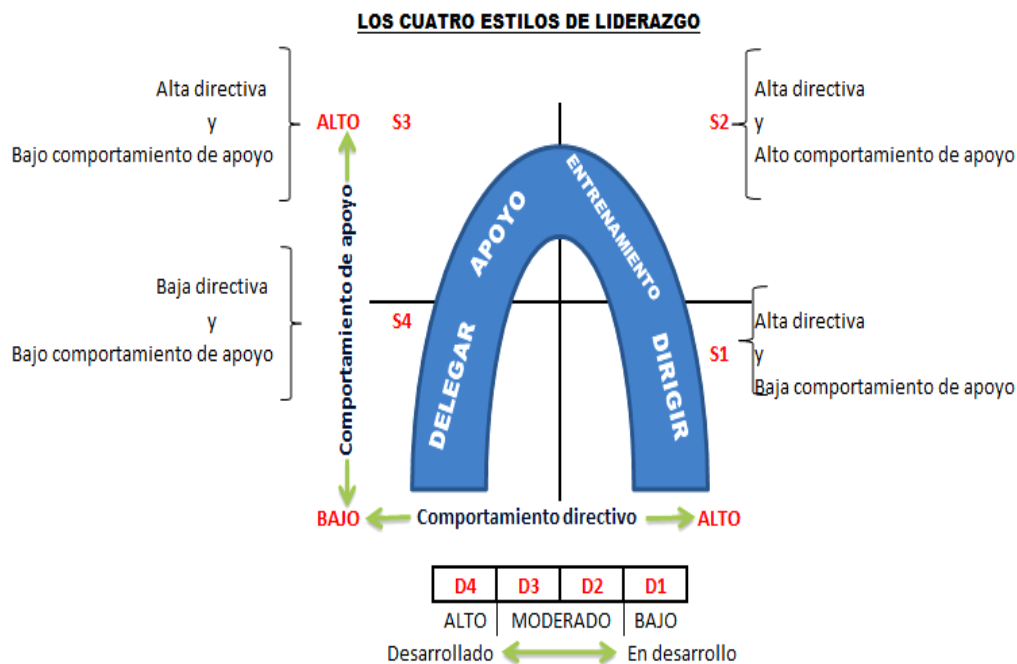 LOS CUATRO ESTILOS DE LIDERAZGO
Alta directiva
y
Bajo comportamiento de apoyo
ALTO
S3
S2
Alta directiva
y
Alto comportamiento de apoyo
Comportamiento de apoyo
APOYO
ENTRENAMIENTO
Baja directiva
y
Bajo comportamiento de apoyo
S4
DELEGAR
DIRIGIR
S1
Alta directiva
y
Baja comportamiento de apoyo
BAJO
Comportamiento directivo
ALTO
D4 D3 D2 D1
ALTO MODERADO BAJO
Desarrollado En desarrollo